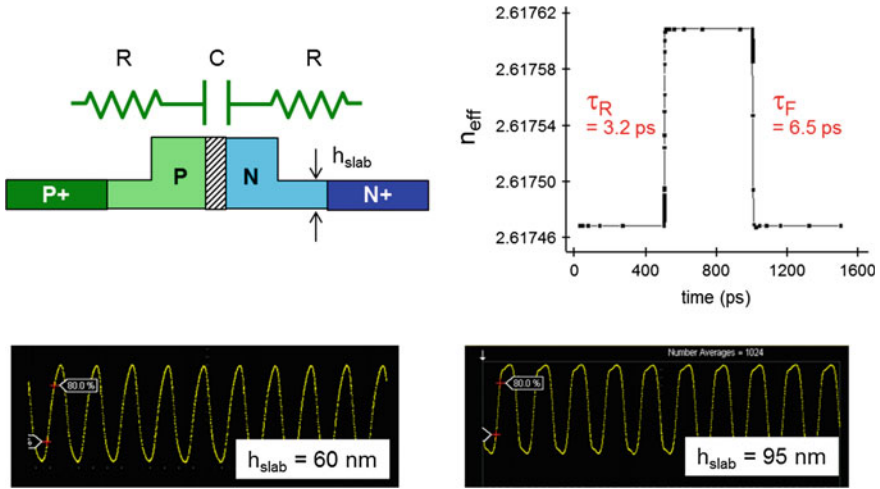 R C R
h_slab
P+ P N N+
2.61762
2.61758
2.61754
2.61750
2.61746
n_eff
τ_R
= 3.2 ps
τ_F
= 6.5 ps
0 400 800 1200 1600
time (ps)
80.0 %
h_slab = 60 nm
Number Averages = 1024
80.0 %
h_slab = 95 nm